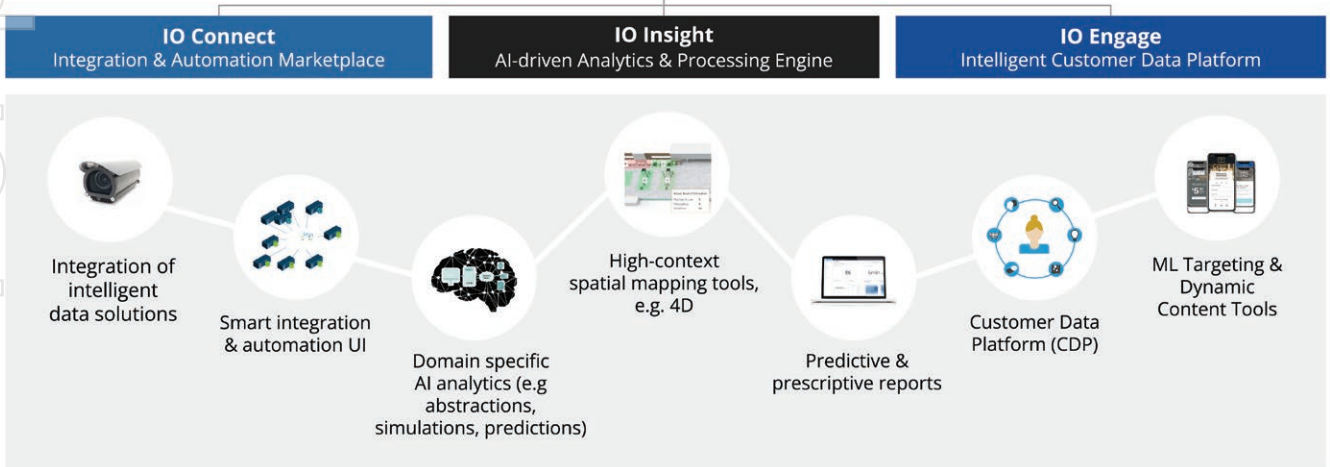 IO Connect
Integration & Automation Marketplace
IO Insight
AI-driven Analytics & Processing Engine
IO Engage
Intelligent Customer Data Platform
Integration of
intelligent
data solutions
Smart integration
& automation UI
Domain specific
AI analytics (e.g
abstractions,
simulations, predictions)
High-context
spatial mapping tools,
e.g. 4D
Predictive &
prescriptive reports
Customer Data
Platform (CDP)
ML Targeting &
Dynamic
Content Tools